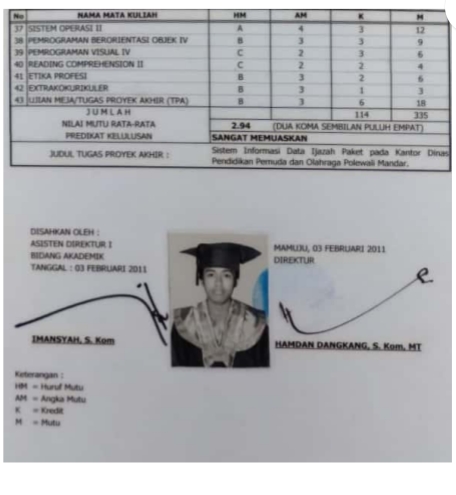 No NAMA MATA KULIAH HM AM K M
37 SISTEM OPERASI II A 4 3 12
38 PEMROGRAMAN BERORIENTASI OBJEK IV B 3 3 9
39 PEMROGRAMAN VISUAL IV C 2 3 6
40 READING COMPREHENSION II C 2 2 4
41 ETIKA PROFESI B 3 2 6
42 EXTRAKOKURIKULER B 3 1 3
43 UJIAN MEJA/TUGAS PROYEK AKHIR (TPA) B 3 6 18
J U M L A H 114 335
NILAI MUTU RATA-RATA 2.94 (DUA KOMA SEMBILAN PULUH EMPAT)
PREDIKAT KELULUSAN SANGAT MEMUASKAN
JUDUL TUGAS PROYEK AKHIR : Sistem Informasi Data Ijazah Paket pada Kantor Dinas
Pendidikan Pemuda dan Olahraga Polewali Mandar.
DISAHKAN OLEH :
ASISTEN DIREKTUR I
BIDANG AKADEMIK
TANGGAL : 03 FEBRUARI 2011
IMANSYAH, S. Kom
MAMUJU, 03 FEBRUARI 2011
DIREKTUR
HAMDAN DANGKANG, S. Kom, MT
Keterangan :
HM = Huruf Mutu
AM = Angka Mutu
K = Kredit
M = Mutu